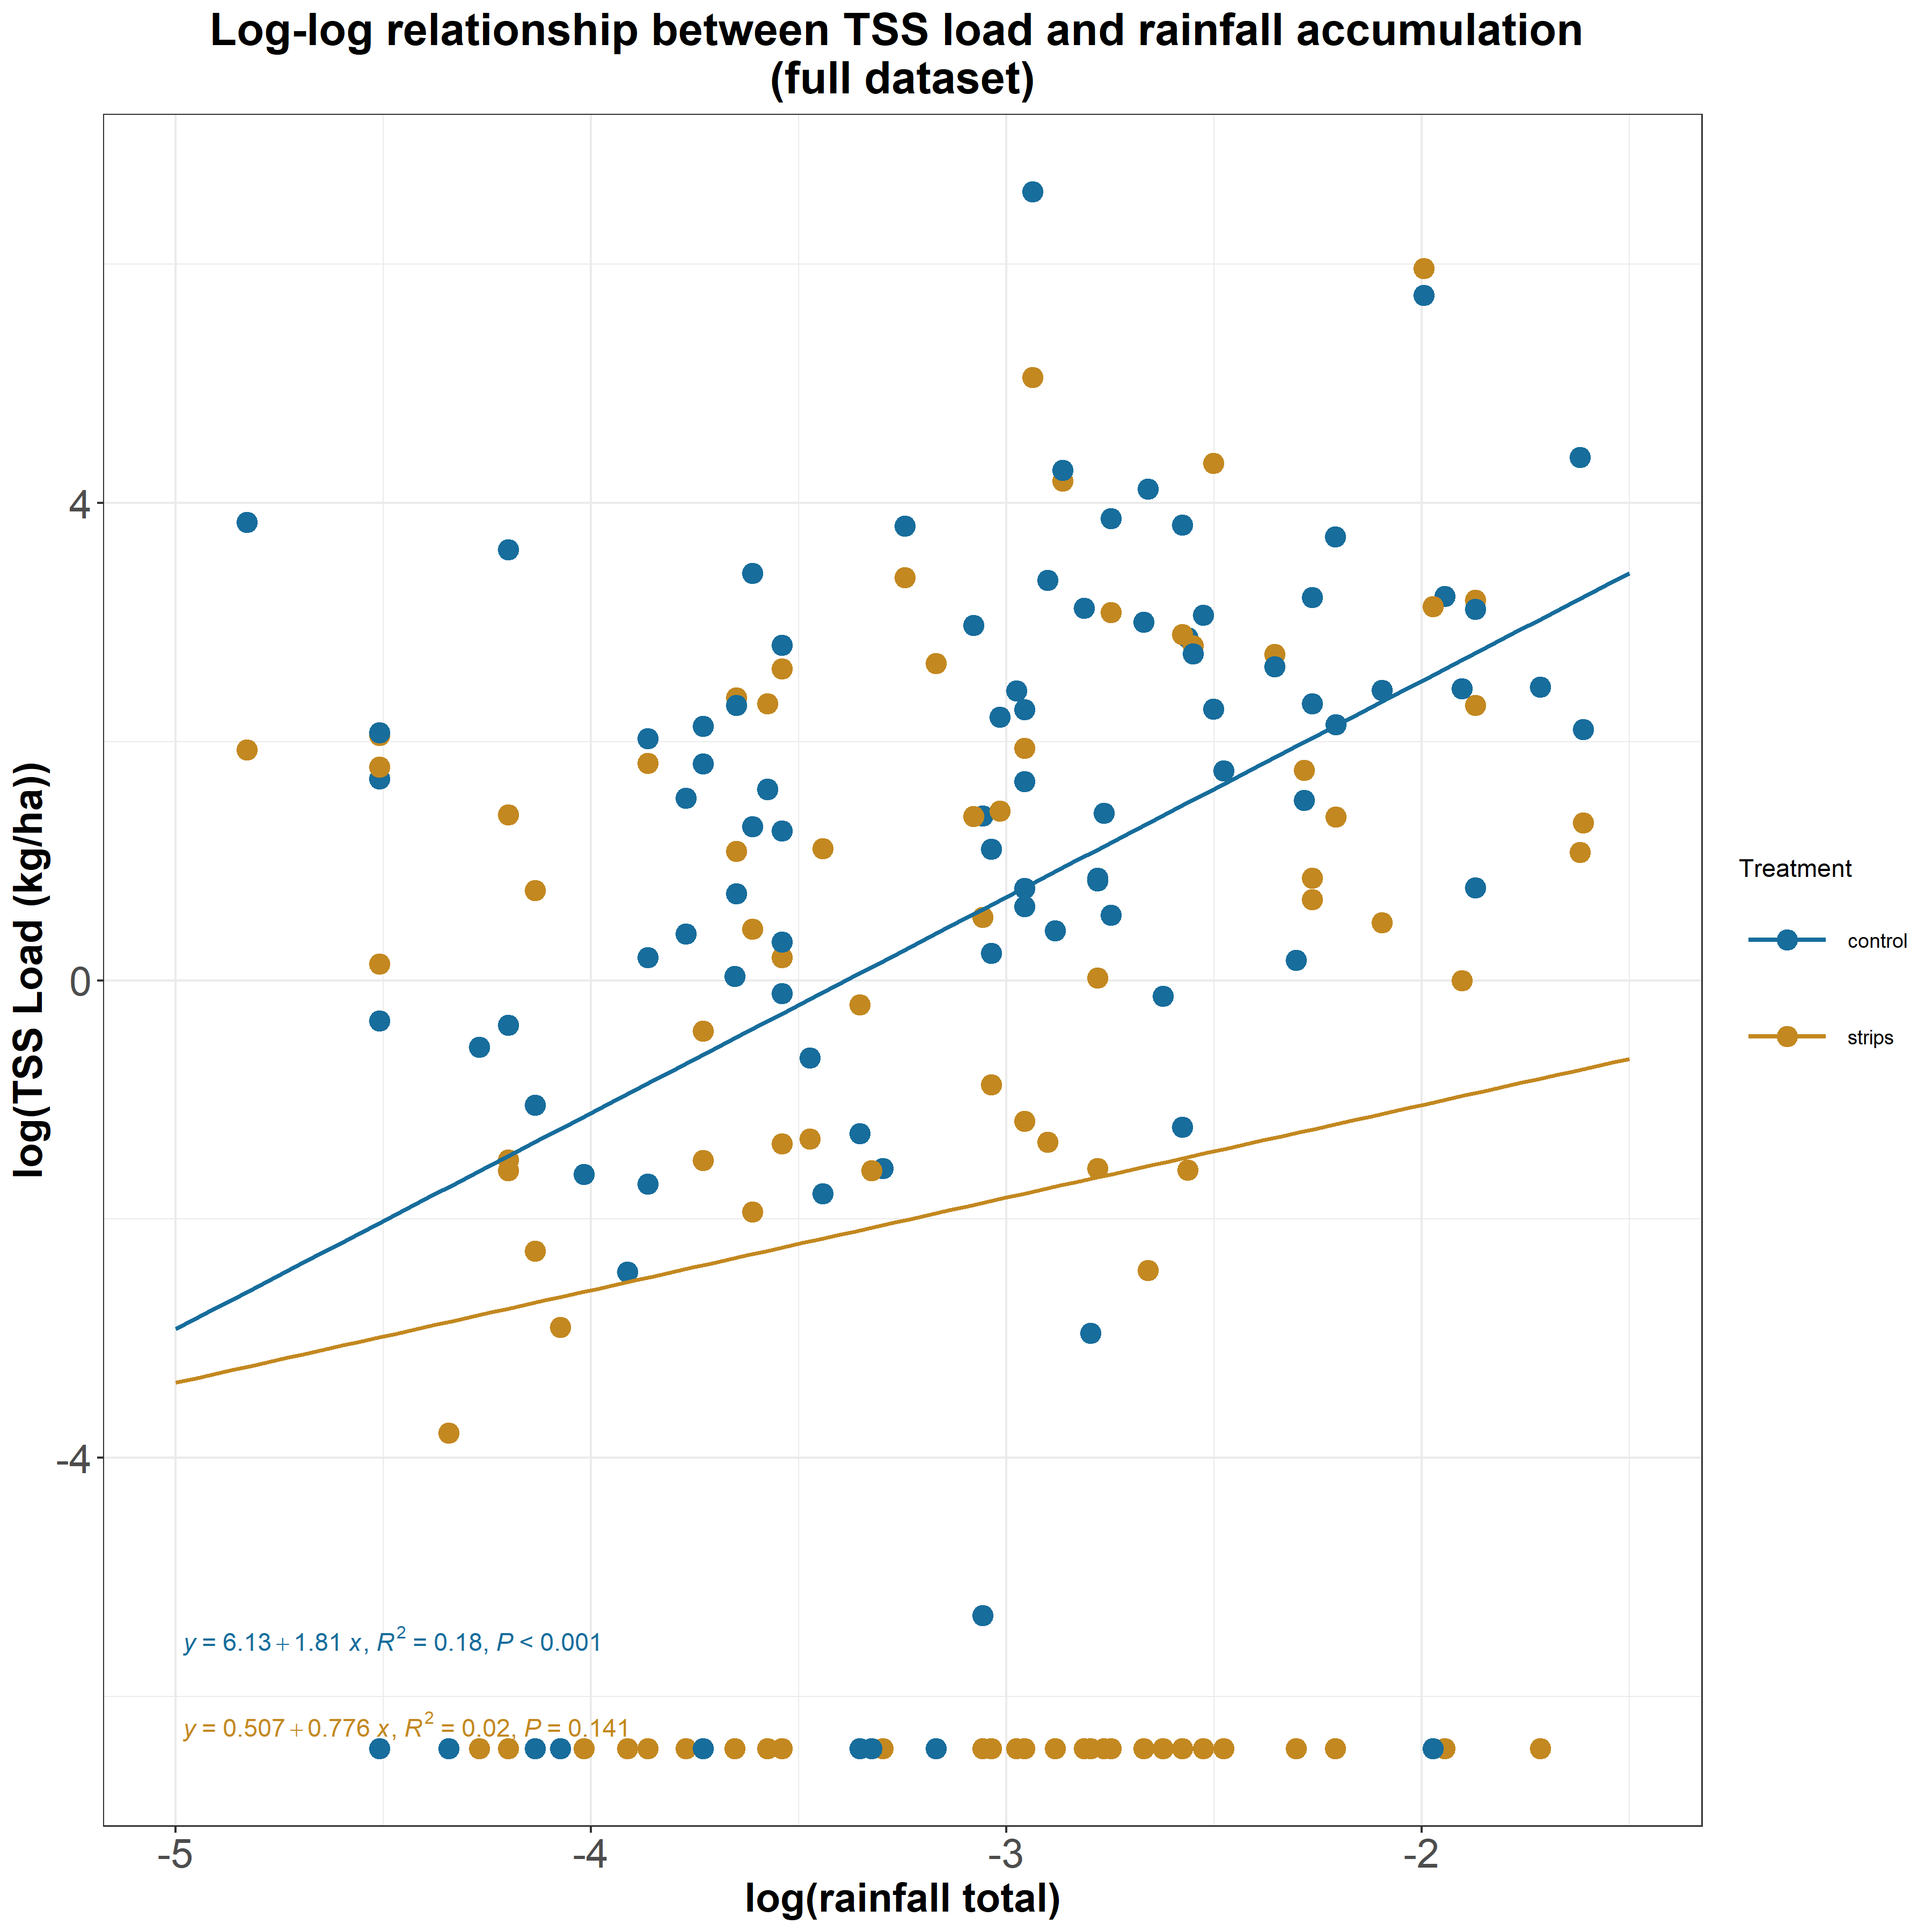 Log-log relationship between TSS load and rainfall accumulation
(full dataset)
log(TSS Load (kg/ha))
4
0
-4
y = 6.13 + 1.81 x, R² = 0.18, P < 0.001
y = 0.507 + 0.776 x, R² = 0.02, P = 0.141
-5
-4
-3
-2
log(rainfall total)
Treatment
control
strips